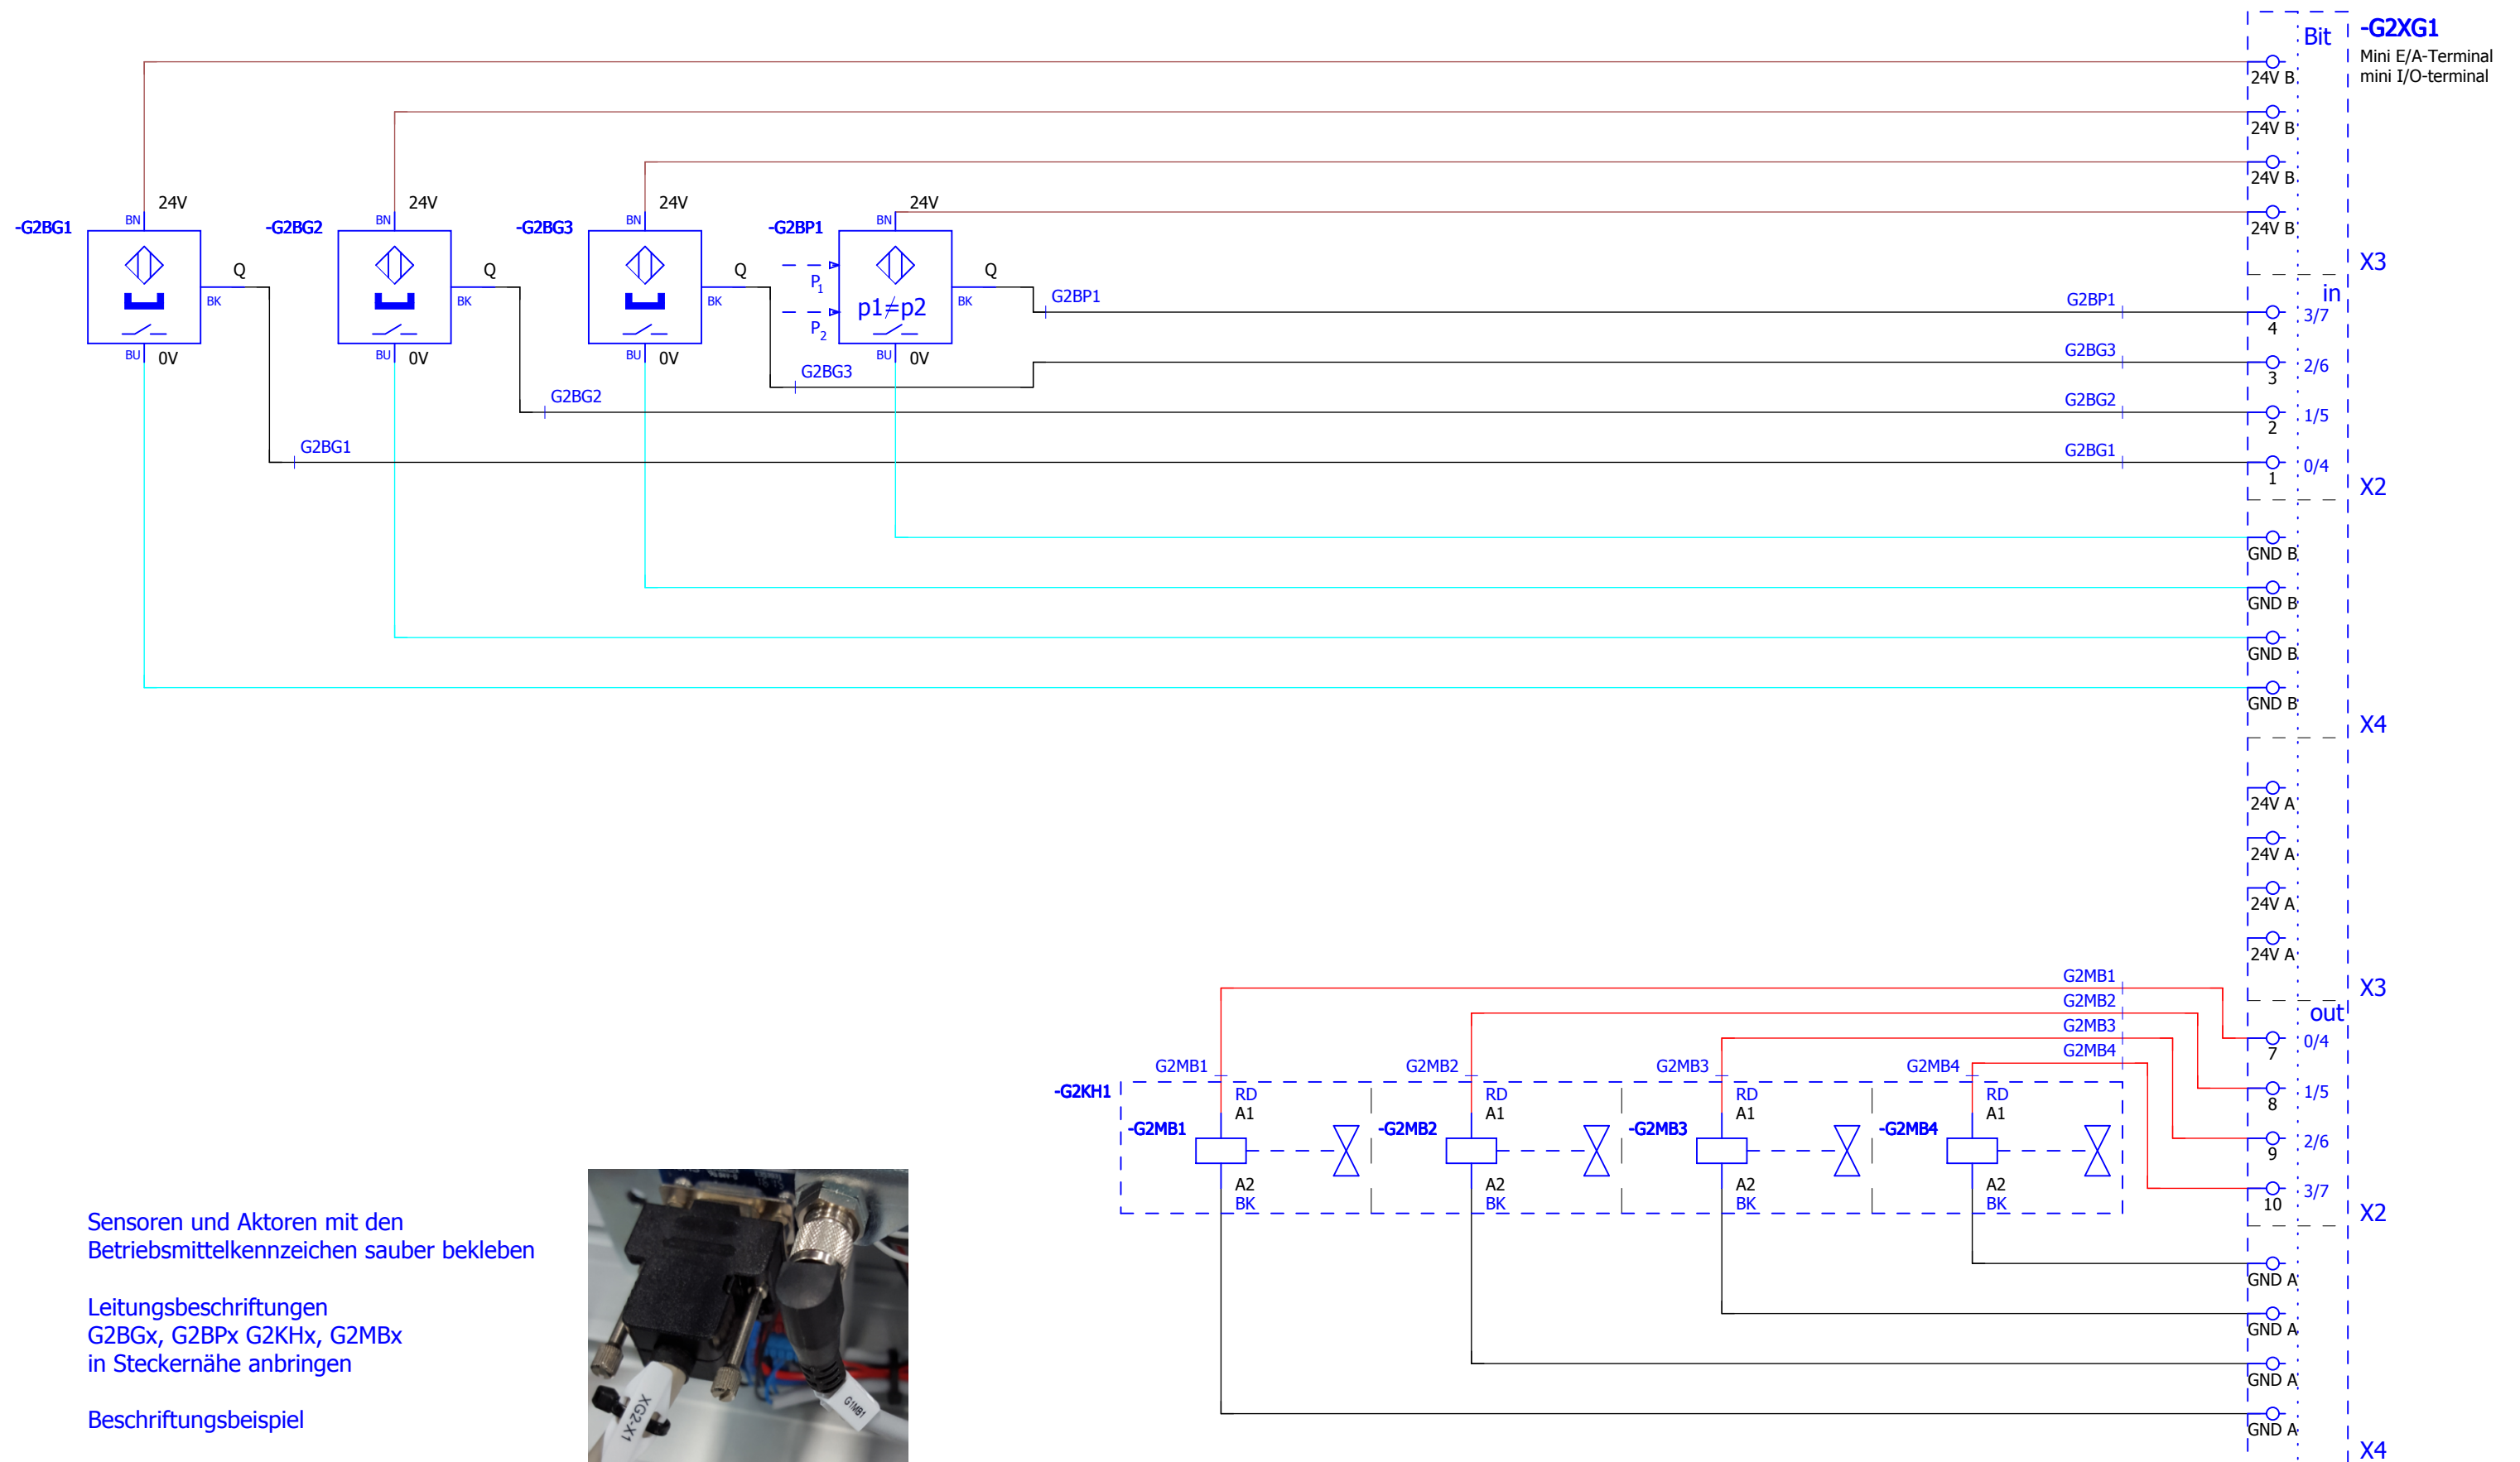 -G2XG1
Mini E/A-Terminal
mini I/O-terminal
Bit
24V B
24V B
24V B
24V B
X3
-G2BG1
BN
24V
Q
BK
BU
0V
-G2BG2
BN
24V
Q
BK
BU
0V
-G2BG3
BN
24V
Q
BK
BU
0V
-G2BP1
BN
24V
P1
P2
p1≠p2
Q
BK
BU
0V
in
G2BP1
G2BP1
4
3/7
G2BG3
G2BG3
3
2/6
G2BG2
G2BG2
2
1/5
G2BG1
G2BG1
1
0/4
X2
GND B
GND B
GND B
GND B
X4
24V A
24V A
24V A
24V A
X3
out
G2MB1
G2MB2
G2MB3
G2MB4
7
0/4
8
1/5
9
2/6
10
3/7
X2
-G2KH1
G2MB1
RD
A1
-G2MB1
A2
BK
G2MB2
RD
A1
-G2MB2
A2
BK
G2MB3
RD
A1
-G2MB3
A2
BK
G2MB4
RD
A1
-G2MB4
A2
BK
GND A
GND A
GND A
GND A
X4
Sensoren und Aktoren mit den
Betriebsmittelkennzeichen sauber bekleben
Leitungsbeschriftungen
G2BGx, G2BPx G2KHx, G2MBx
in Steckernähe anbringen
Beschriftungsbeispiel
XG2-X1
G1MB1